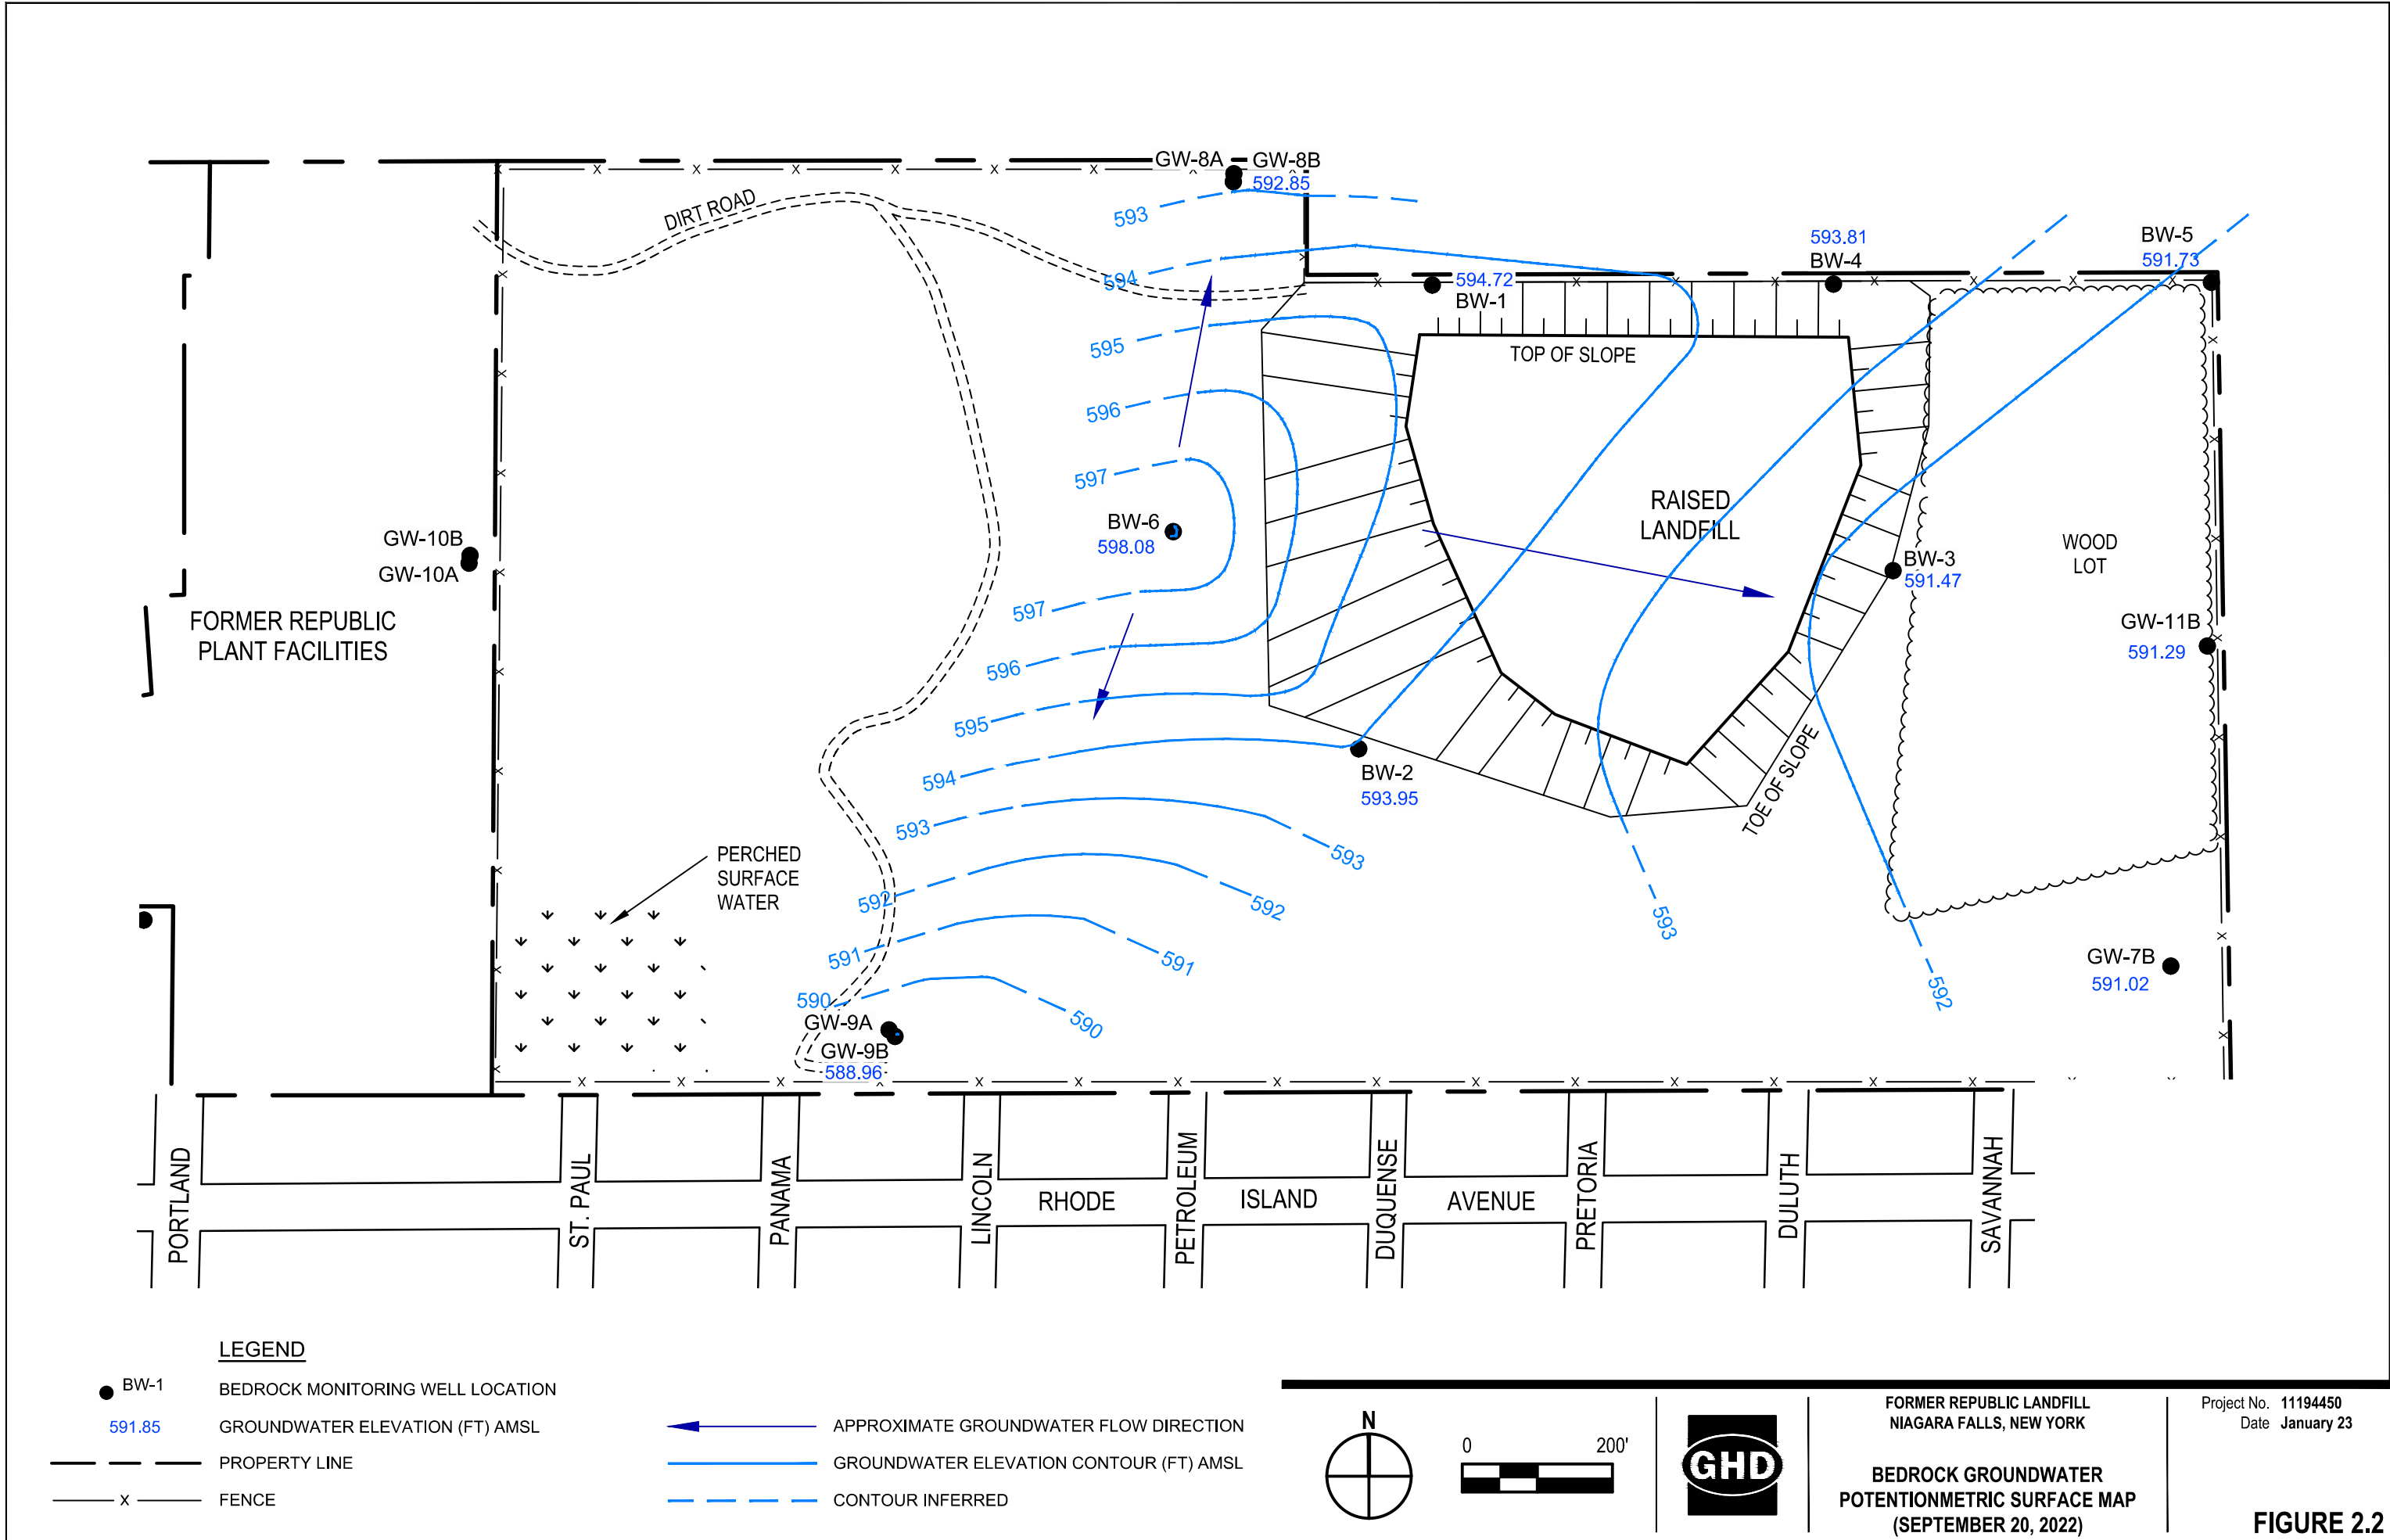 GW-8A
GW-8B
592.85
DIRT ROAD
593
594
594.72
BW-1
593.81
BW-4
BW-5
591.73
595
TOP OF SLOPE
596
597
RAISED
LANDFILL
BW-6
598.08
GW-10B
GW-10A
WOOD
LOT
BW-3
591.47
FORMER REPUBLIC
PLANT FACILITIES
597
GW-11B
591.29
596
595
594
BW-2
593.95
TOE OF SLOPE
593
593
PERCHED
SURFACE
WATER
592
592
593
591
591
GW-7B
591.02
592
590
590
GW-9A
GW-9B
588.96
X
PORTLAND
ST. PAUL
PANAMA
LINCOLN
RHODE
PETROLEUM
ISLAND
DUQUENSE
AVENUE
PRETORIA
DULUTH
SAVANNAH
LEGEND
BW-1
BEDROCK MONITORING WELL LOCATION
591.85
GROUNDWATER ELEVATION (FT) AMSL
PROPERTY LINE
X
FENCE
APPROXIMATE GROUNDWATER FLOW DIRECTION
GROUNDWATER ELEVATION CONTOUR (FT) AMSL
CONTOUR INFERRED
N
0
200'
GHD
FORMER REPUBLIC LANDFILL
NIAGARA FALLS, NEW YORK
BEDROCK GROUNDWATER
POTENTIONMETRIC SURFACE MAP
(SEPTEMBER 20, 2022)
Project No. 11194450
Date January 23
FIGURE 2.2